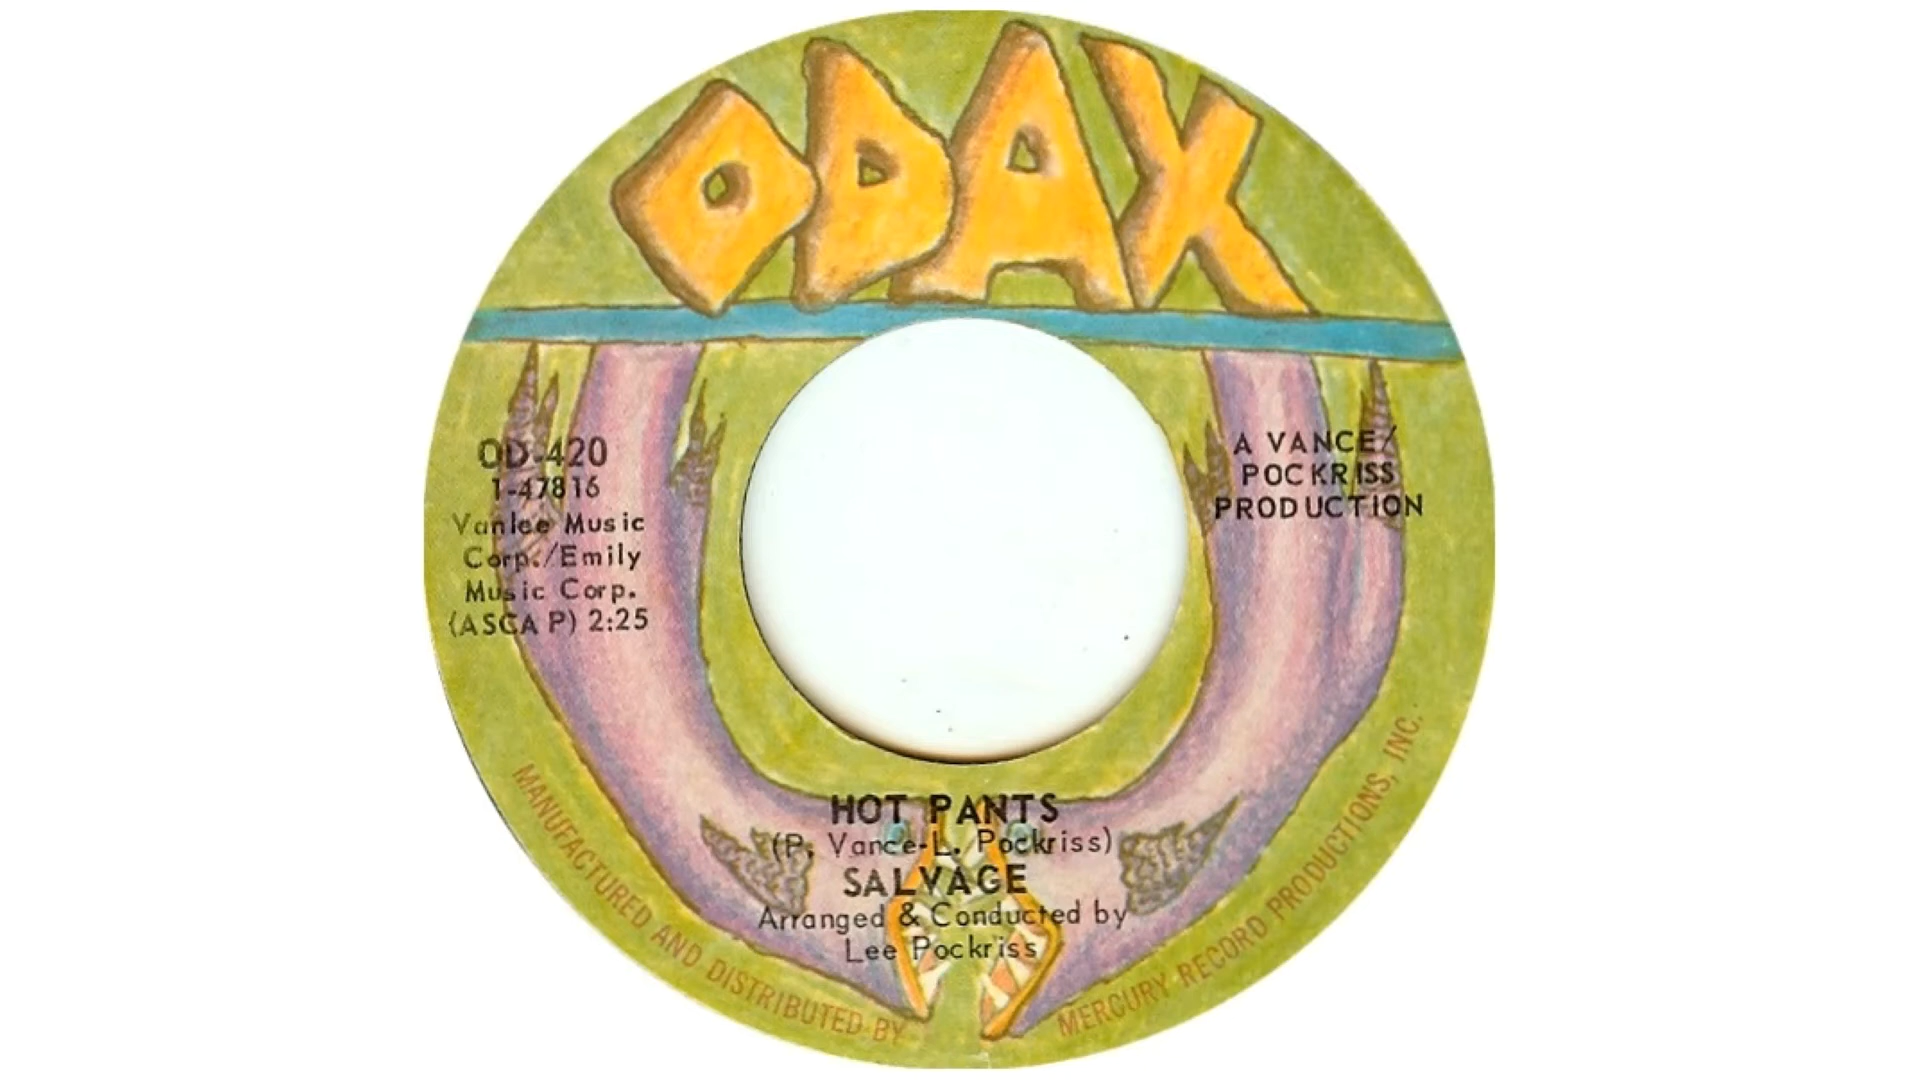 ODAX
OD-420
1-47816
Vanlee Music
Corp./Emily
Music Corp.
(ASCAP) 2:25
A VANCE/
POCKRISS
PRODUCTION
HOT PANTS
(P. Vance-L. Pockriss)
SALVAGE
Arranged & Conducted by
Lee Pockriss
MANUFACTURED AND DISTRIBUTED BY MERCURY RECORD PRODUCTIONS, INC.